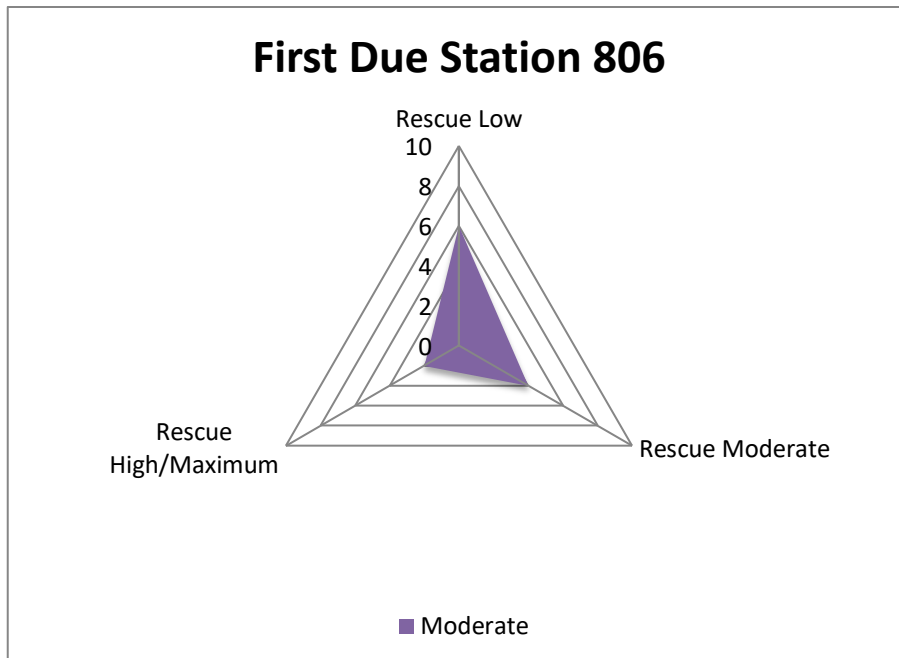 First Due Station 806
Rescue Low
10
8
6
4
2
0
Rescue
High/Maximum
Rescue Moderate
Moderate